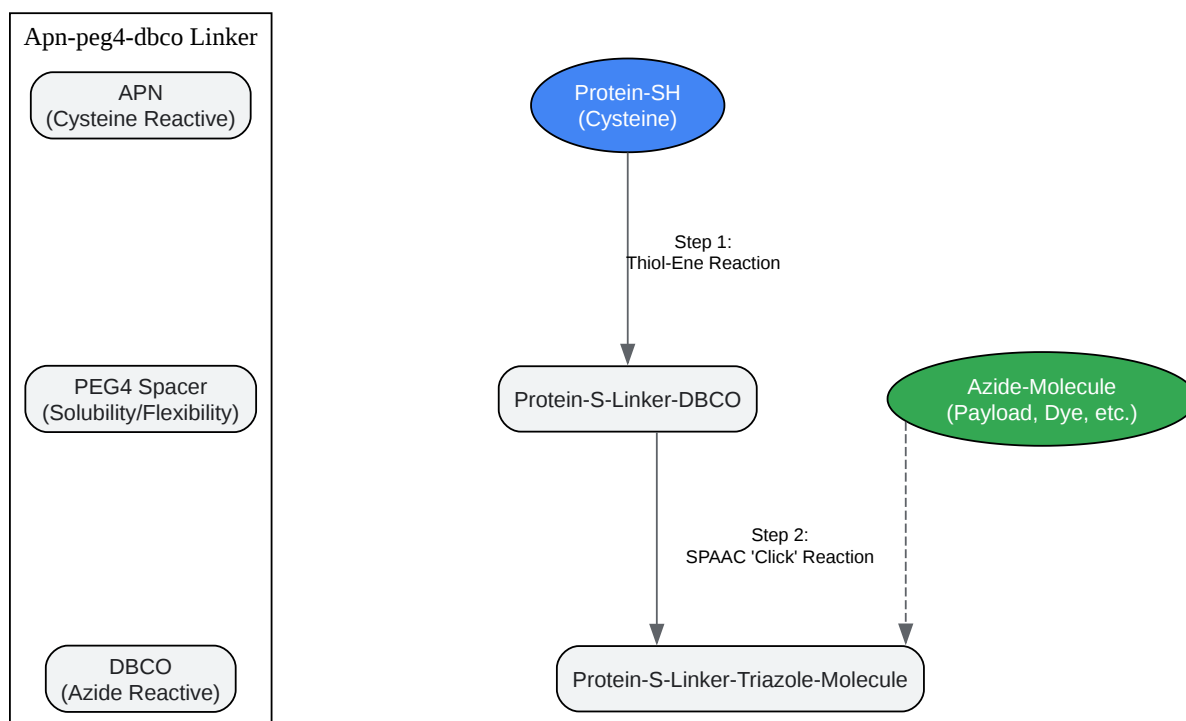 Apn-peg4-dbco Linker
APN
(Cysteine Reactive)
PEG4 Spacer
(Solubility/Flexibility)
DBCO
(Azide Reactive)
Protein-SH
(Cysteine)
Step 1:
Thiol-Ene Reaction
Protein-S-Linker-DBCO
Azide-Molecule
(Payload, Dye, etc.)
Step 2:
SPAAC 'Click' Reaction
Protein-S-Linker-Triazole-Molecule